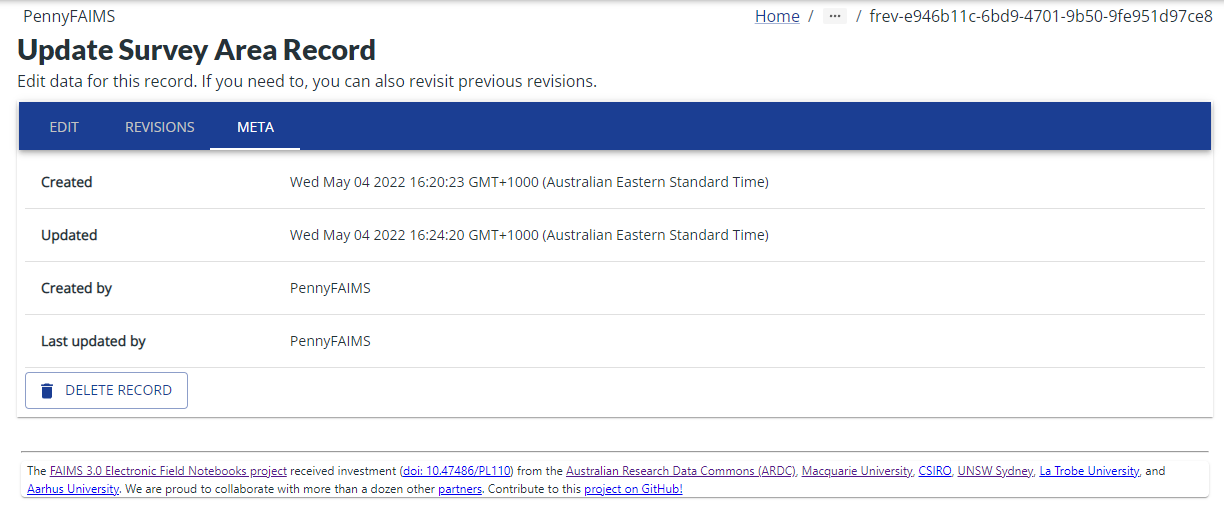 PennyFAIMS Home / ... / frev-e946b11c-6bd9-4701-9b50-9fe951d97ce8
Update Survey Area Record
Edit data for this record. If you need to, you can also revisit previous revisions.
EDIT REVISIONS META
Created Wed May 04 2022 16:20:23 GMT+1000 (Australian Eastern Standard Time)
Updated Wed May 04 2022 16:24:20 GMT+1000 (Australian Eastern Standard Time)
Created by PennyFAIMS
Last updated by PennyFAIMS
DELETE RECORD
The FAIMS 3.0 Electronic Field Notebooks project received investment (doi: 10.47486/PL110) from the Australian Research Data Commons (ARDC), Macquarie University, CSIRO, UNSW Sydney, La Trobe University, and
Aarhus University. We are proud to collaborate with more than a dozen other partners. Contribute to this project on GitHub!